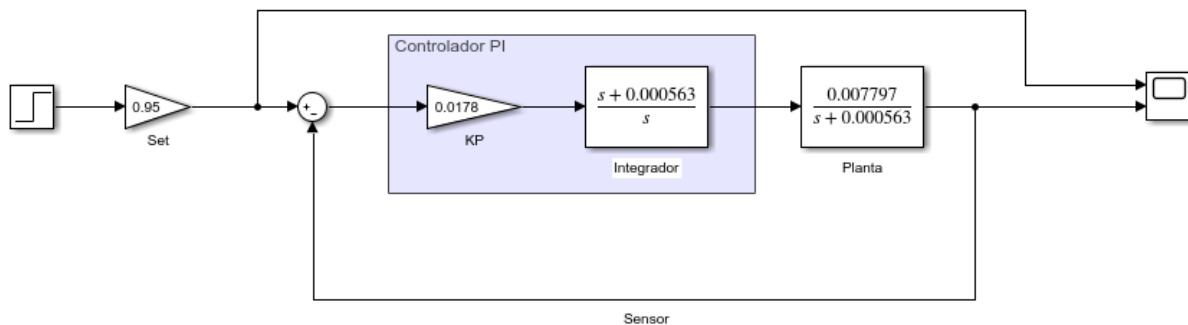 Controlador PI
0.95
Set
+
−
0.0178
KP
s + 0.000563
s
Integrador
0.007797
s + 0.000563
Planta
Sensor